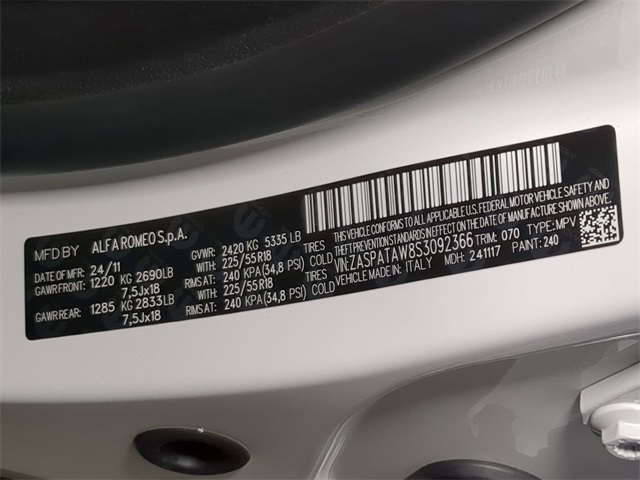 MFD BY ALFA ROMEO S.p.A.
DATE OF MFR 24/11 GVWR: 2420 KG 5335 LB
GAWR FRONT: 1220 KG 2690LB TIRES 225/55 R18
7,5Jx18 RIMS AT: 240 KPA (34,8 PSI) COLD
GAWR REAR: 1285 KG 2833LB TIRES 225/55 R18
7,5Jx18 RIMS AT: 240 KPA (34,8 PSI) COLD
THIS VEHICLE CONFORMS TO ALL APPLICABLE U.S. FEDERAL MOTOR VEHICLE SAFETY AND
THEFT PREVENTION STANDARDS IN EFFECT ON THE DATE OF MANUFACTURE SHOWN ABOVE
VIN: ZASPATAW8S3092366 TRIM: 070 TYPE: MPV
VEHICLE MADE IN: ITALY MDH: 241117 PAINT: 240